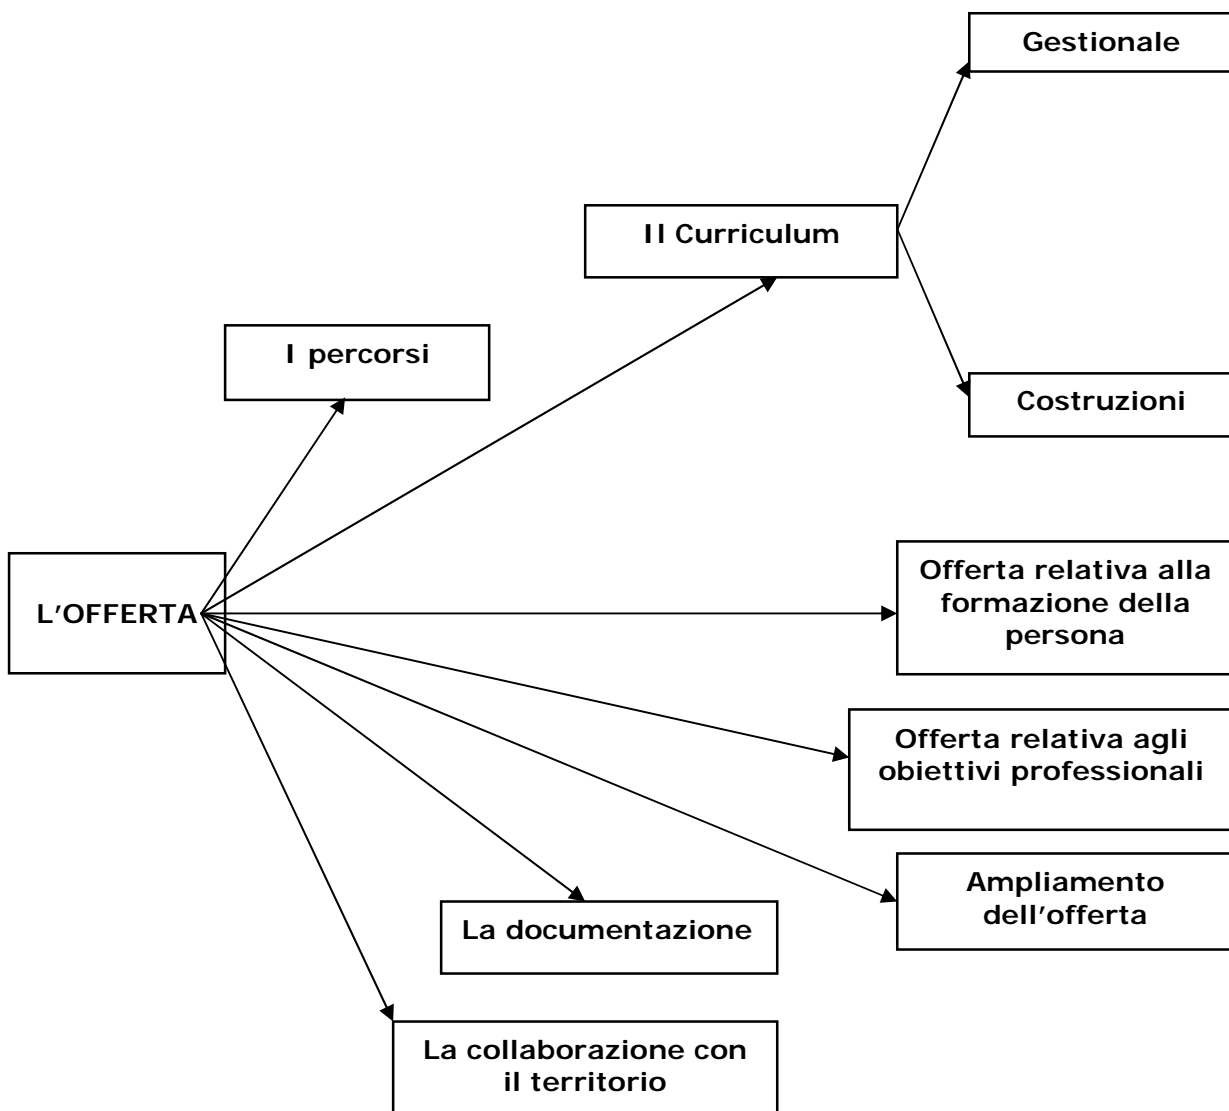 Gestionale
Il Curriculum
I percorsi
Costruzioni
L'OFFERTA
Offerta relativa alla
formazione della
persona
Offerta relativa agli
obiettivi professionali
Ampliamento
dell'offerta
La documentazione
La collaborazione con
il territorio